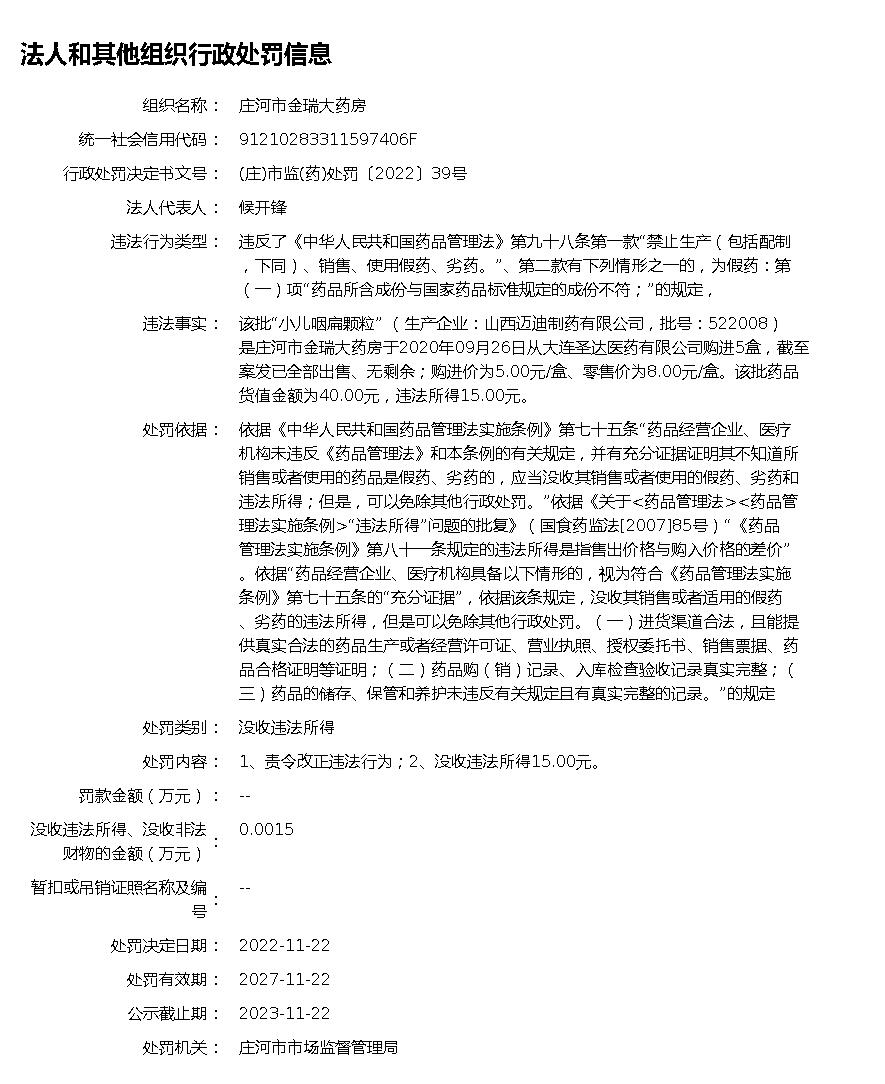 法人和其他组织行政处罚信息
组织名称： 庄河市金瑞大药房
统一社会信用代码： 91210283311597406F
行政处罚决定书文号： (庄)市监(药)处罚〔2022〕39号
法人代表人： 候开锋
违法行为类型： 违反了《中华人民共和国药品管理法》第九十八条第一款“禁止生产（包括配制
，下同）、销售、使用假药、劣药。”、第二款有下列情形之一的，为假药：第
（一）项“药品所含成份与国家药品标准规定的成份不符；”的规定，
违法事实： 该批“小儿咽扁颗粒”（生产企业：山西迈迪制药有限公司，批号：522008）
是庄河市金瑞大药房于2020年09月26日从大连圣达医药有限公司购进5盒，截至
案发已全部出售、无剩余；购进价为5.00元/盒、零售价为8.00元/盒。该批药品
货值金额为40.00元，违法所得15.00元。
处罚依据： 依据《中华人民共和国药品管理法实施条例》第七十五条“药品经营企业、医疗
机构未违反《药品管理法》和本条例的有关规定，并有充分证据证明其不知道所
销售或者使用的药品是假药、劣药的，应当没收其销售或者使用的假药、劣药和
违法所得；但是，可以免除其他行政处罚。”依据《关于<药品管理法><药品管
理法实施条例>“违法所得”问题的批复》（国食药监法[2007]85号）“《药品
管理法实施条例》第八十一条规定的违法所得是指售出价格与购入价格的差价”
。依据“药品经营企业、医疗机构具备以下情形的，视为符合《药品管理法实施
条例》第七十五条的“充分证据”，依据该条规定，没收其销售或者适用的假药
、劣药的违法所得，但是可以免除其他行政处罚。（一）进货渠道合法，且能提
供真实合法的药品生产或者经营许可证、营业执照、授权委托书、销售票据、药
品合格证明等证明；（二）药品购（销）记录、入库检查验收记录真实完整；（
三）药品的储存、保管和养护未违反有关规定且有真实完整的记录。”的规定
处罚类别： 没收违法所得
处罚内容： 1、责令改正违法行为；2、没收违法所得15.00元。
罚款金额（万元）： --
没收违法所得、没收非法
财物的金额（万元）： 0.0015
暂扣或吊销证照名称及编
号： --
处罚决定日期： 2022-11-22
处罚有效期： 2027-11-22
公示截止期： 2023-11-22
处罚机关： 庄河市市场监督管理局